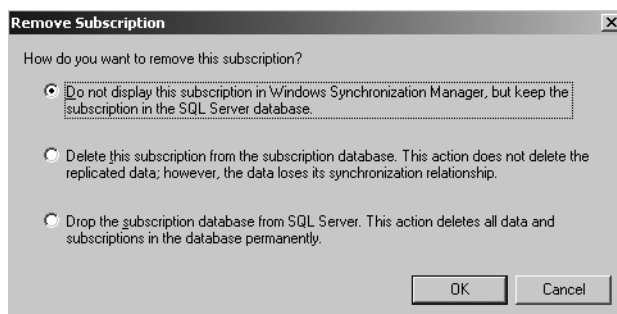 Remove Subscription
How do you want to remove this subscription?
Do not display this subscription in Windows Synchronization Manager, but keep the
subscription in the SQL Server database.
Delete this subscription from the subscription database. This action does not delete the
replicated data; however, the data loses its synchronization relationship.
Drop the subscription database from SQL Server. This action deletes all data and
subscriptions in the database permanently.
OK
Cancel